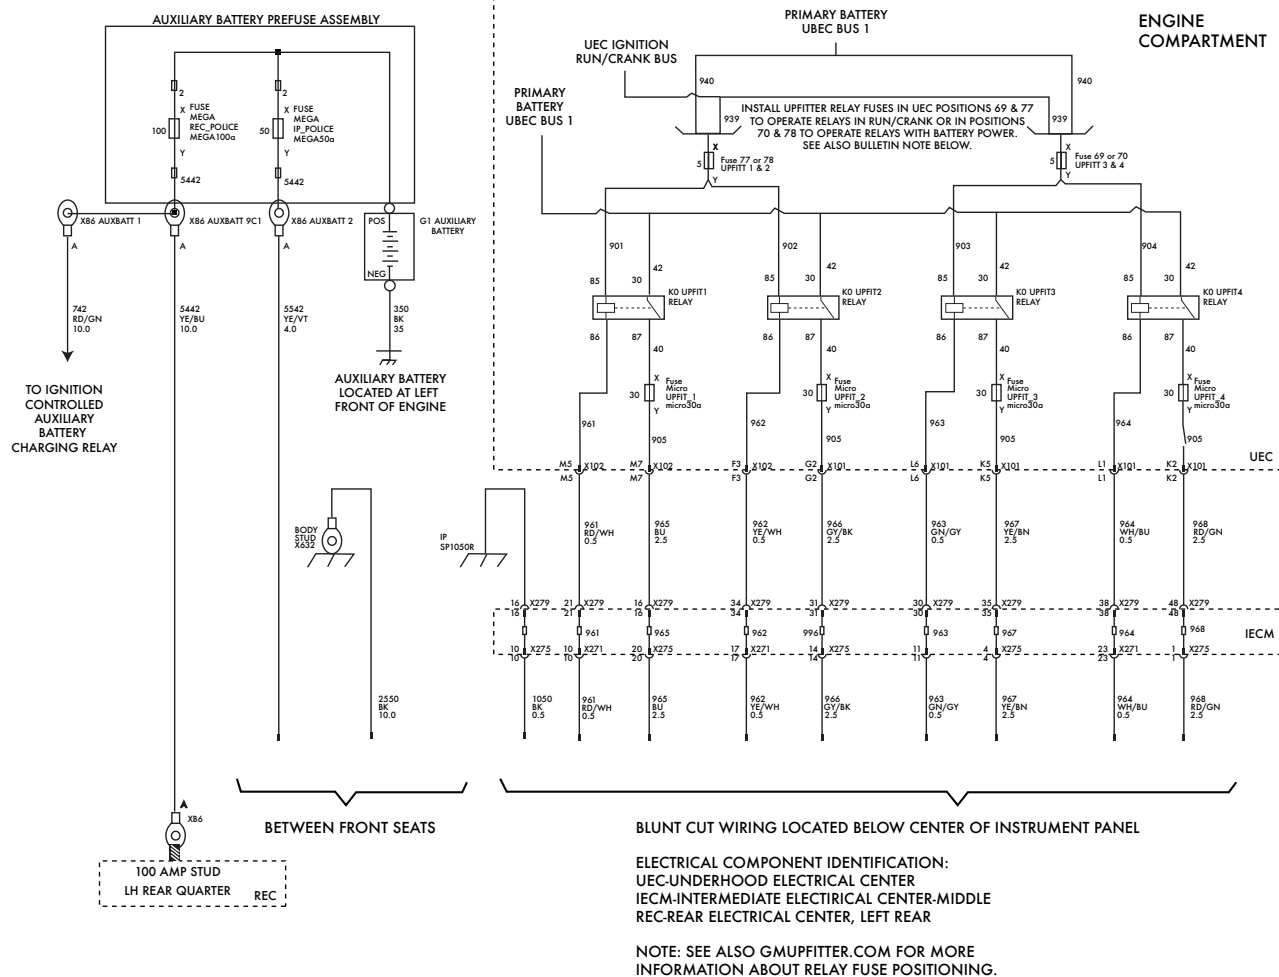 AUXILIARY BATTERY PREFUSE ASSEMBLY
PRIMARY BATTERY
UBEC BUS 1
ENGINE
COMPARTMENT
UEC IGNITION
RUN/CRANK BUS
PRIMARY
BATTERY
UBEC BUS 1
940
940
939
939
INSTALL UPFITTER RELAY FUSES IN UEC POSITIONS 69 & 77
TO OPERATE RELAYS IN RUN/CRANK OR IN POSITIONS
70 & 78 TO OPERATE RELAYS WITH BATTERY POWER.
SEE ALSO BULLETIN NOTE BELOW.
2
X
FUSE
MEGA
REC_POLICE
MEGA100a
100
Y
5442
2
X
FUSE
MEGA
IP_POLICE
MEGA50a
50
Y
5442
X
5
Fuse 77 or 78
UPFITT 1 & 2
Y
X
5
Fuse 69 or 70
UPFITT 3 & 4
Y
X86 AUXBATT 1
X86 AUXBATT 9C1
X86 AUXBATT 2
POS
NEG
G1 AUXILIARY
BATTERY
A
A
A
742
RD/GN
10.0
5442
YE/BU
10.0
5542
YE/VT
4.0
350
BK
35
TO IGNITION
CONTROLLED
AUXILIARY
BATTERY
CHARGING RELAY
AUXILIARY BATTERY
LOCATED AT LEFT
FRONT OF ENGINE
901
42
85
30
K0 UPFIT1
RELAY
86
87
40
902
42
85
30
K0 UPFIT2
RELAY
86
87
40
903
42
85
30
K0 UPFIT3
RELAY
86
87
40
904
42
85
30
K0 UPFIT4
RELAY
86
87
40
X
30
Fuse
Micro
UPFIT_1
micro30a
Y
X
30
Fuse
Micro
UPFIT_2
micro30a
Y
X
30
Fuse
Micro
UPFIT_3
micro30a
Y
X
30
Fuse
Micro
UPFIT_4
micro30a
Y
961
905
962
905
963
905
964
905
UEC
M5 X102
M7 X102
F3 X102
G2 X101
L6 X101
K5 X101
L1 X101
K2 X101
M5
M7
F3
G2
L6
K5
L1
K2
BODY
STUD
X632
IP
SP1050R
961
RD/WH
0.5
965
BU
2.5
962
YE/WH
0.5
966
GY/BK
2.5
963
GN/GY
0.5
967
YE/BN
2.5
964
WH/BU
0.5
968
RD/GN
2.5
16 X279
21 X279
16 X279
34 X279
31 X279
30 X279
35 X279
38 X279
48 X279
16
21
16
34
31
30
35
38
48
961
965
962
996
963
967
964
968
IECM
10 X275
10 X271
20 X275
17 X271
14 X275
11
4 X275
23 X271
1 X275
10
10
20
17
14
11
4
23
1
2550
BK
10.0
1050
BK
0.5
961
RD/WH
0.5
965
BU
2.5
962
YE/WH
0.5
966
GY/BK
2.5
963
GN/GY
0.5
967
YE/BN
2.5
964
WH/BU
0.5
968
RD/GN
2.5
A
XB6
100 AMP STUD
LH REAR QUARTER
REC
BETWEEN FRONT SEATS
BLUNT CUT WIRING LOCATED BELOW CENTER OF INSTRUMENT PANEL
ELECTRICAL COMPONENT IDENTIFICATION:
UEC-UNDERHOOD ELECTRICAL CENTER
IECM-INTERMEDIATE ELECTIRICAL CENTER-MIDDLE
REC-REAR ELECTRICAL CENTER, LEFT REAR
NOTE: SEE ALSO GMUPFITTER.COM FOR MORE
INFORMATION ABOUT RELAY FUSE POSITIONING.